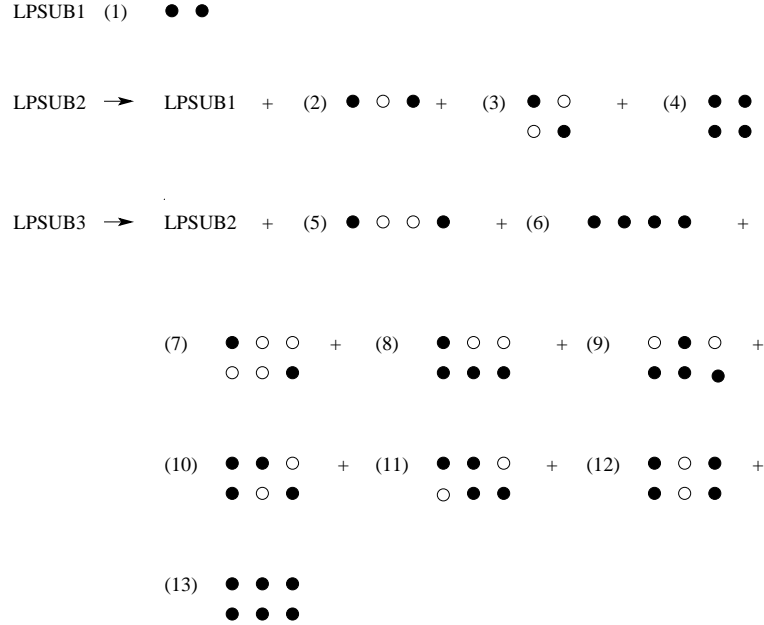 LPSUB1 (1)
LPSUB2 → LPSUB1 + (2) + (3) + (4)
LPSUB3 → LPSUB2 + (5) + (6) +
(7) + (8) + (9) +
(10) + (11) + (12) +
(13)